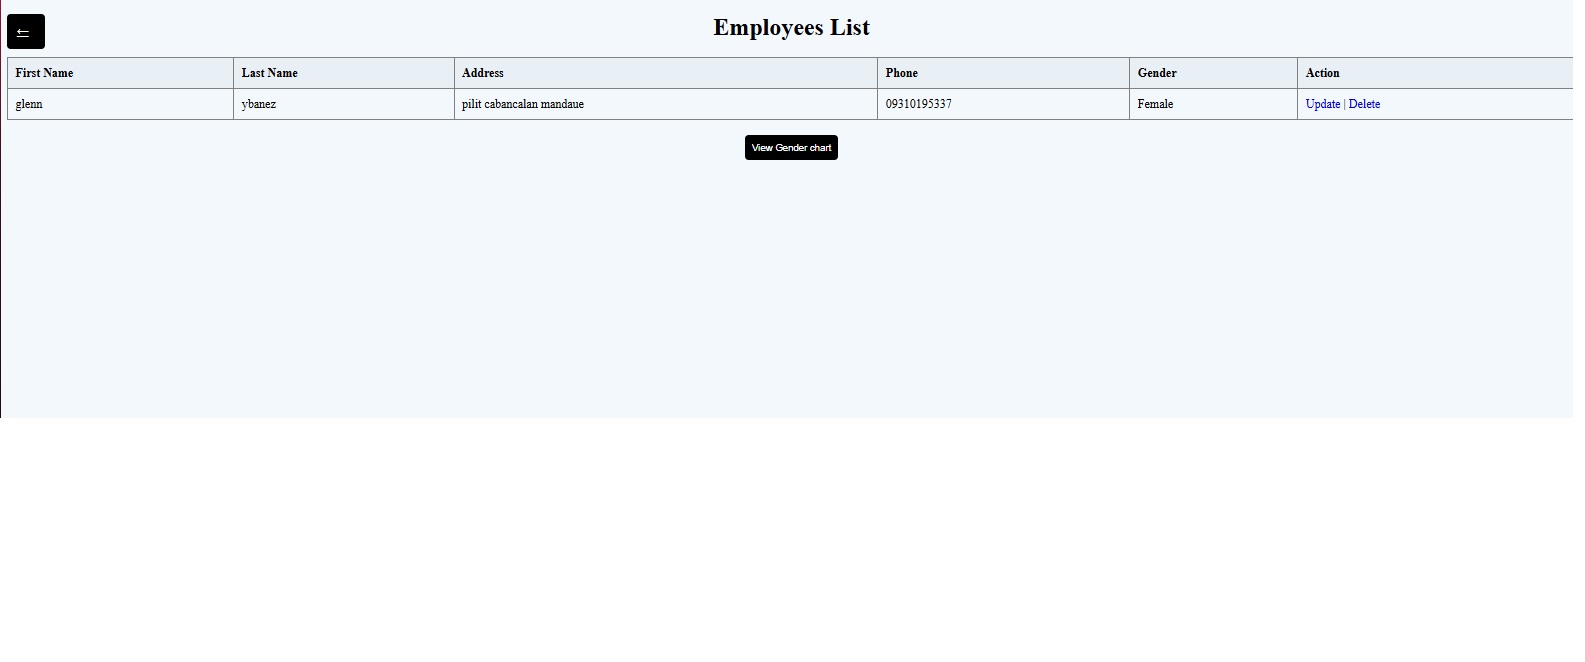 ←
Employees List
First Name Last Name Address Phone Gender Action
glenn ybanez pilit cabancalan mandaue 09310195337 Female Update | Delete
View Gender chart